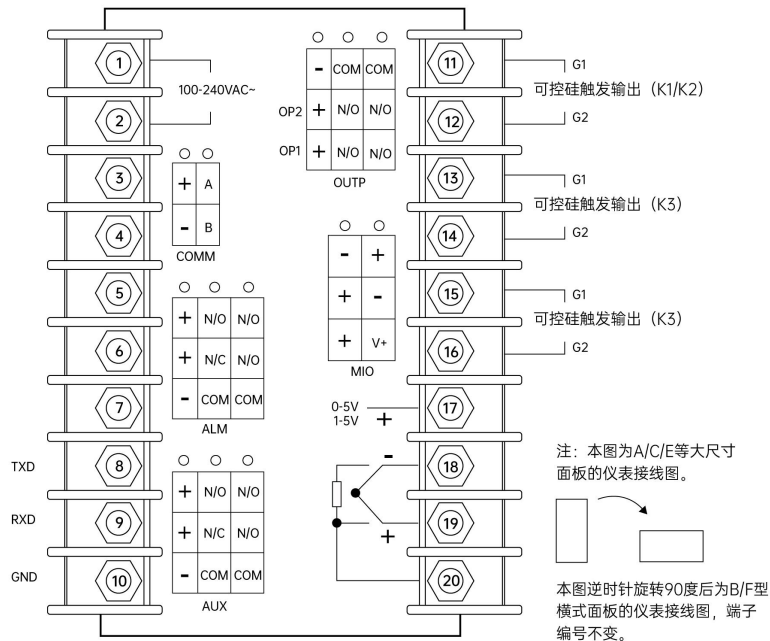 1
100-240VAC~
2
3
+ A
4
- B
COMM
5
+ N/O N/O
6
+ N/C N/O
7
- COM COM
ALM
TXD 8
+ N/O N/O
RXD 9
+ N/C N/O
GND 10
- COM COM
AUX
- COM COM
OP2 + N/O N/O
OP1 + N/O N/O
OUTP
- +
+ -
+ V+
MIO
0-5V
1-5V +
-
+
11 G1
可控硅触发输出（K1/K2）
12 G2
13 G1
可控硅触发输出（K3）
14 G2
15 G1
可控硅触发输出（K3）
16 G2
17
18
19
20
注：本图为A/C/E等大尺寸
面板的仪表接线图。
本图逆时针旋转90度后为B/F型
横式面板的仪表接线图，端子
编号不变。